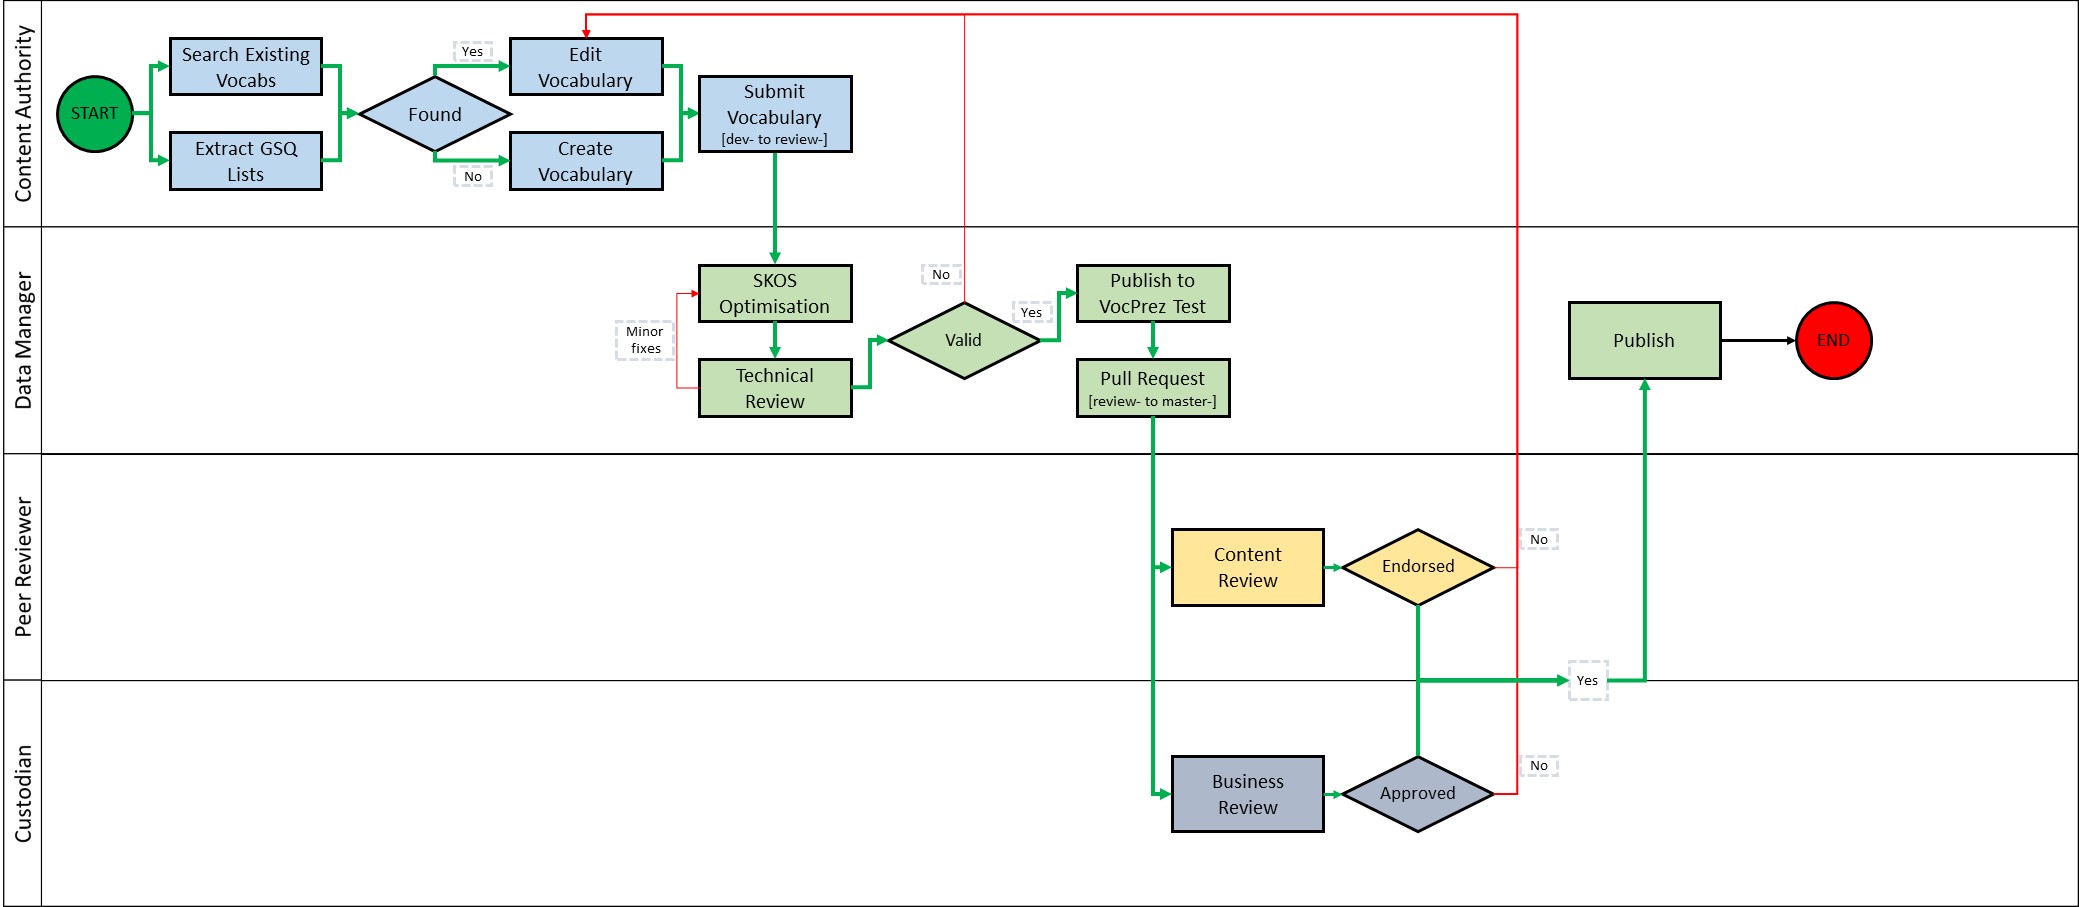 Content Authority
START
Search Existing
Vocabs
Extract GSQ
Lists
Found
Yes
No
Edit
Vocabulary
Create
Vocabulary
Submit
Vocabulary
[dev- to review-]
Data Manager
Minor
fixes
SKOS
Optimisation
Technical
Review
No
Valid
Yes
Publish to
VocPrez Test
Pull Request
[review- to master-]
Publish
END
Peer Reviewer
Content
Review
Endorsed
No
Yes
Custodian
Business
Review
Approved
No